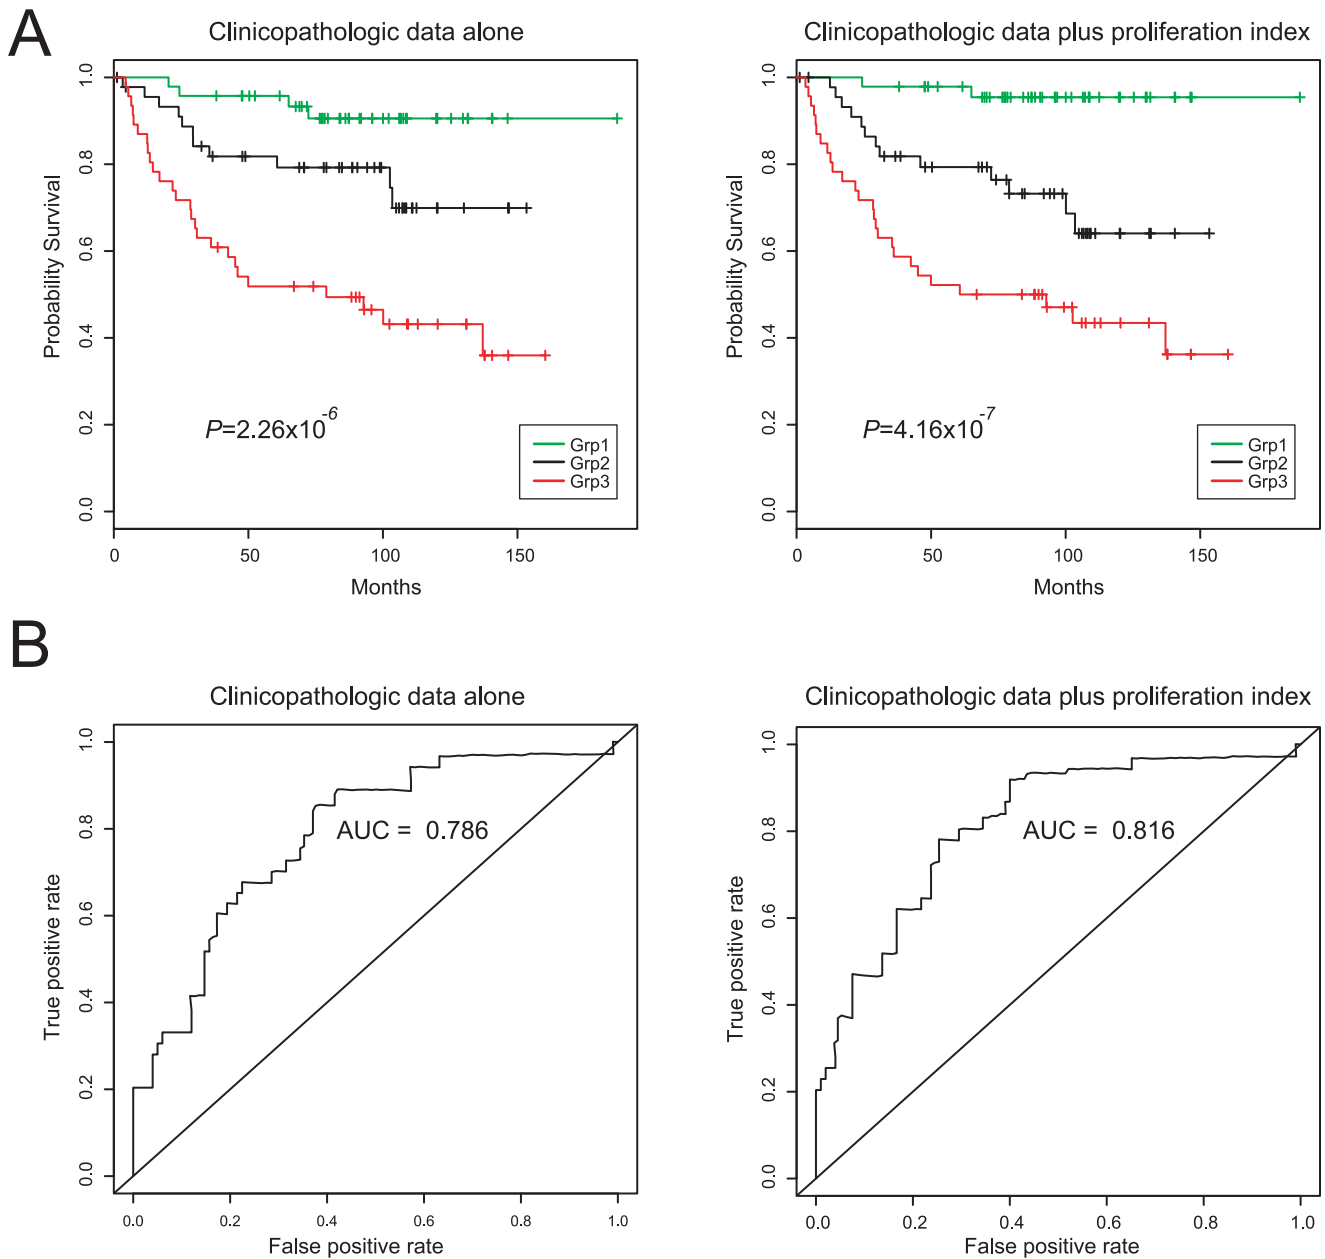 A
Clinicopathologic data alone
Probability Survival
1.0
0.8
0.6
0.4
0.2
0.0
P=2.26x10-6
Grp1
Grp2
Grp3
0 50 100 150
Months
Clinicopathologic data plus proliferation index
Probability Survival
1.0
0.8
0.6
0.4
0.2
0.0
P=4.16x10-7
Grp1
Grp2
Grp3
0 50 100 150
Months
B
Clinicopathologic data alone
True positive rate
1.0
0.8
0.6
0.4
0.2
0.0
AUC = 0.786
0.0 0.2 0.4 0.6 0.8 1.0
False positive rate
Clinicopathologic data plus proliferation index
True positive rate
1.0
0.8
0.6
0.4
0.2
0.0
AUC = 0.816
0.0 0.2 0.4 0.6 0.8 1.0
False positive rate